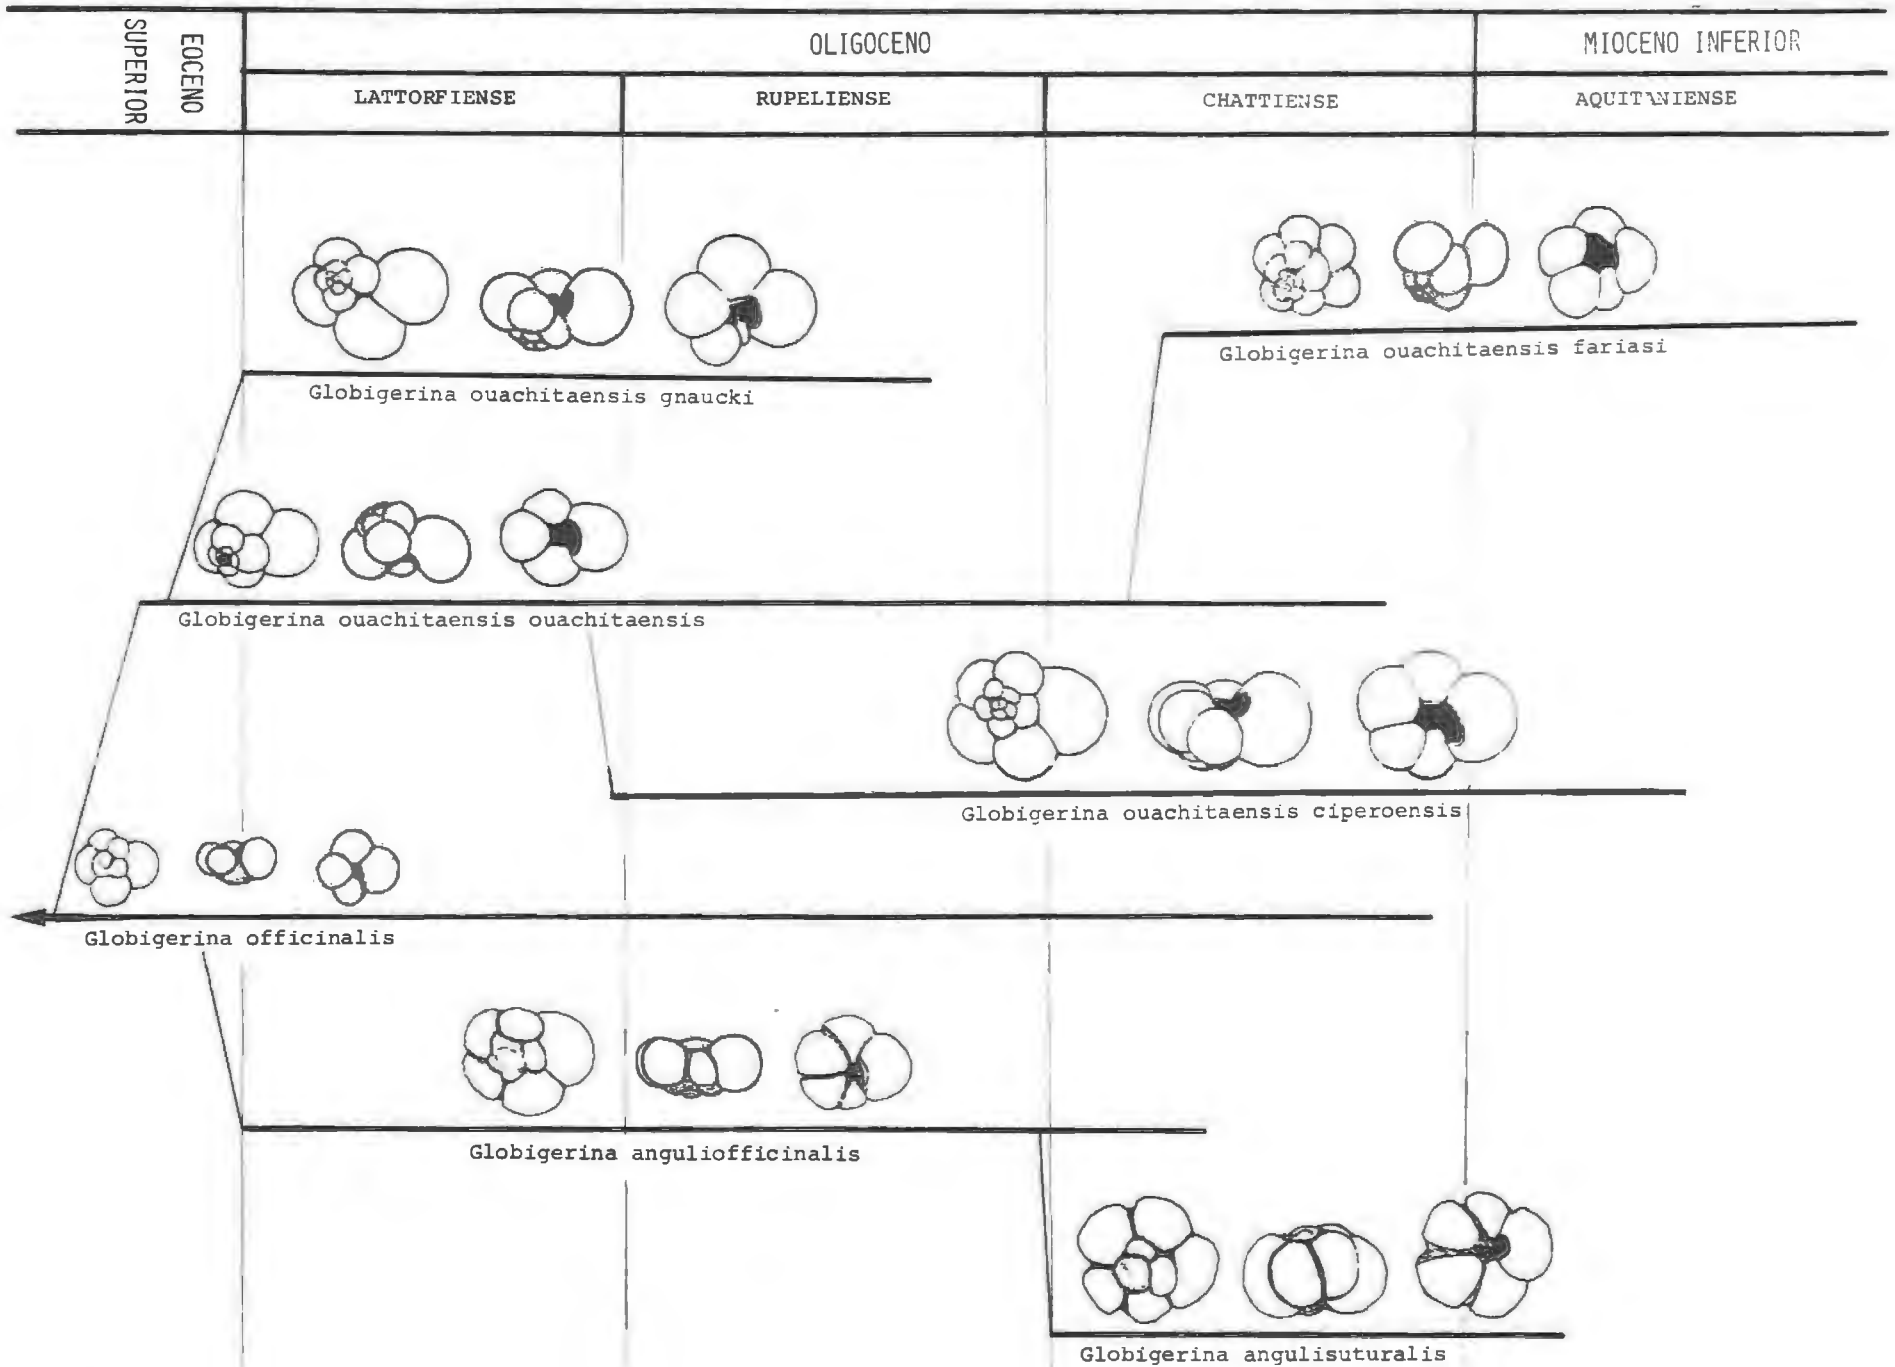 EOCENO
SUPERIOR
OLIGOCENO
MIOCENO INFERIOR
LATTORFIENSE
RUPELIENSE
CHATTIENSE
AQUITANIENSE
Globigerina ouachitaensis fariasi
Globigerina ouachitaensis gnaucki
Globigerina ouachitaensis ouachitaensis
Globigerina ouachitaensis ciperoensis
Globigerina officinalis
Globigerina anguliofficinalis
Globigerina angulisuturalis